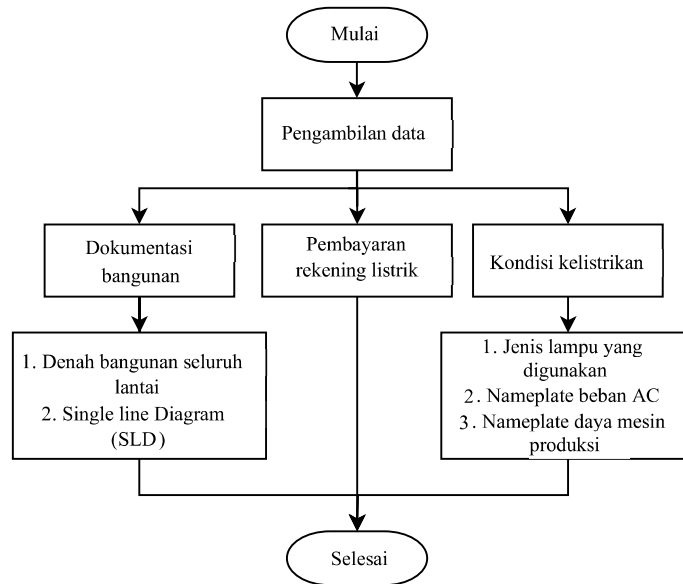 Mulai
Pengambilan data
Dokumentasi
bangunan
Pembayaran
rekening listrik
Kondisi kelistrikan
1. Denah bangunan seluruh
lantai
2. Single line Diagram
(SLD)
1. Jenis lampu yang
digunakan
2. Nameplate beban AC
3. Nameplate daya mesin
produksi
Selesai